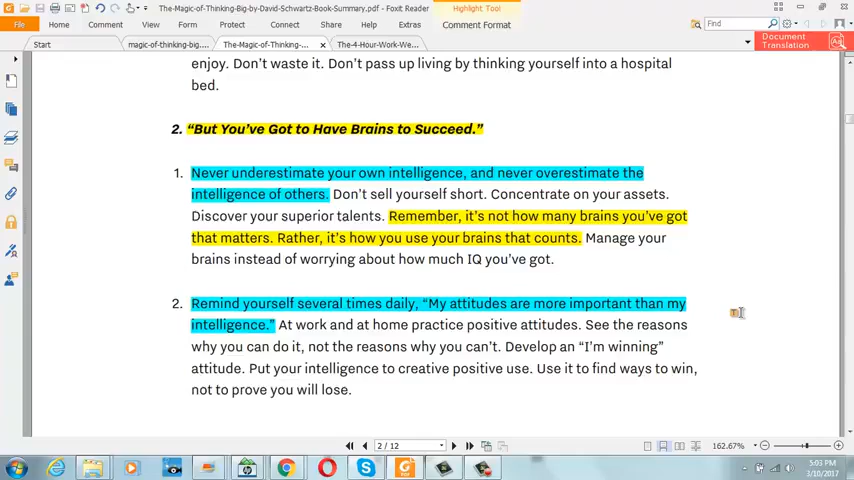 The-Magic-of-Thinking-Big-by-David-Schwartz-Book-Summary.pdf - Foxit Reader
Highlight Tool
File
Home
Comment
View
Form
Protect
Share
Help
Extras
Comment Format
Find
Start
magic-of-thinking-big....
The-Magic-of-Thinking-...
The-4-Hour-Work-We...
Document
Translation
enjoy. Don't waste it. Don't pass up living by thinking yourself into a hospital
bed.
2. “But You've Got to Have Brains to Succeed.”
1. Never underestimate your own intelligence, and never overestimate the
intelligence of others. Don't sell yourself short. Concentrate on your assets.
Discover your superior talents. Remember, it's not how many brains you've got
that matters. Rather, it's how you use your brains that counts. Manage your
brains instead of worrying about how much IQ you've got.
2. Remind yourself several times daily, “My attitudes are more important than my
intelligence.” At work and at home practice positive attitudes. See the reasons
why you can do it, not the reasons why you can't. Develop an “I'm winning”
attitude. Put your intelligence to creative positive use. Use it to find ways to win,
not to prove you will lose.
2 / 12
162.67%
5:03 PM
3/10/2017